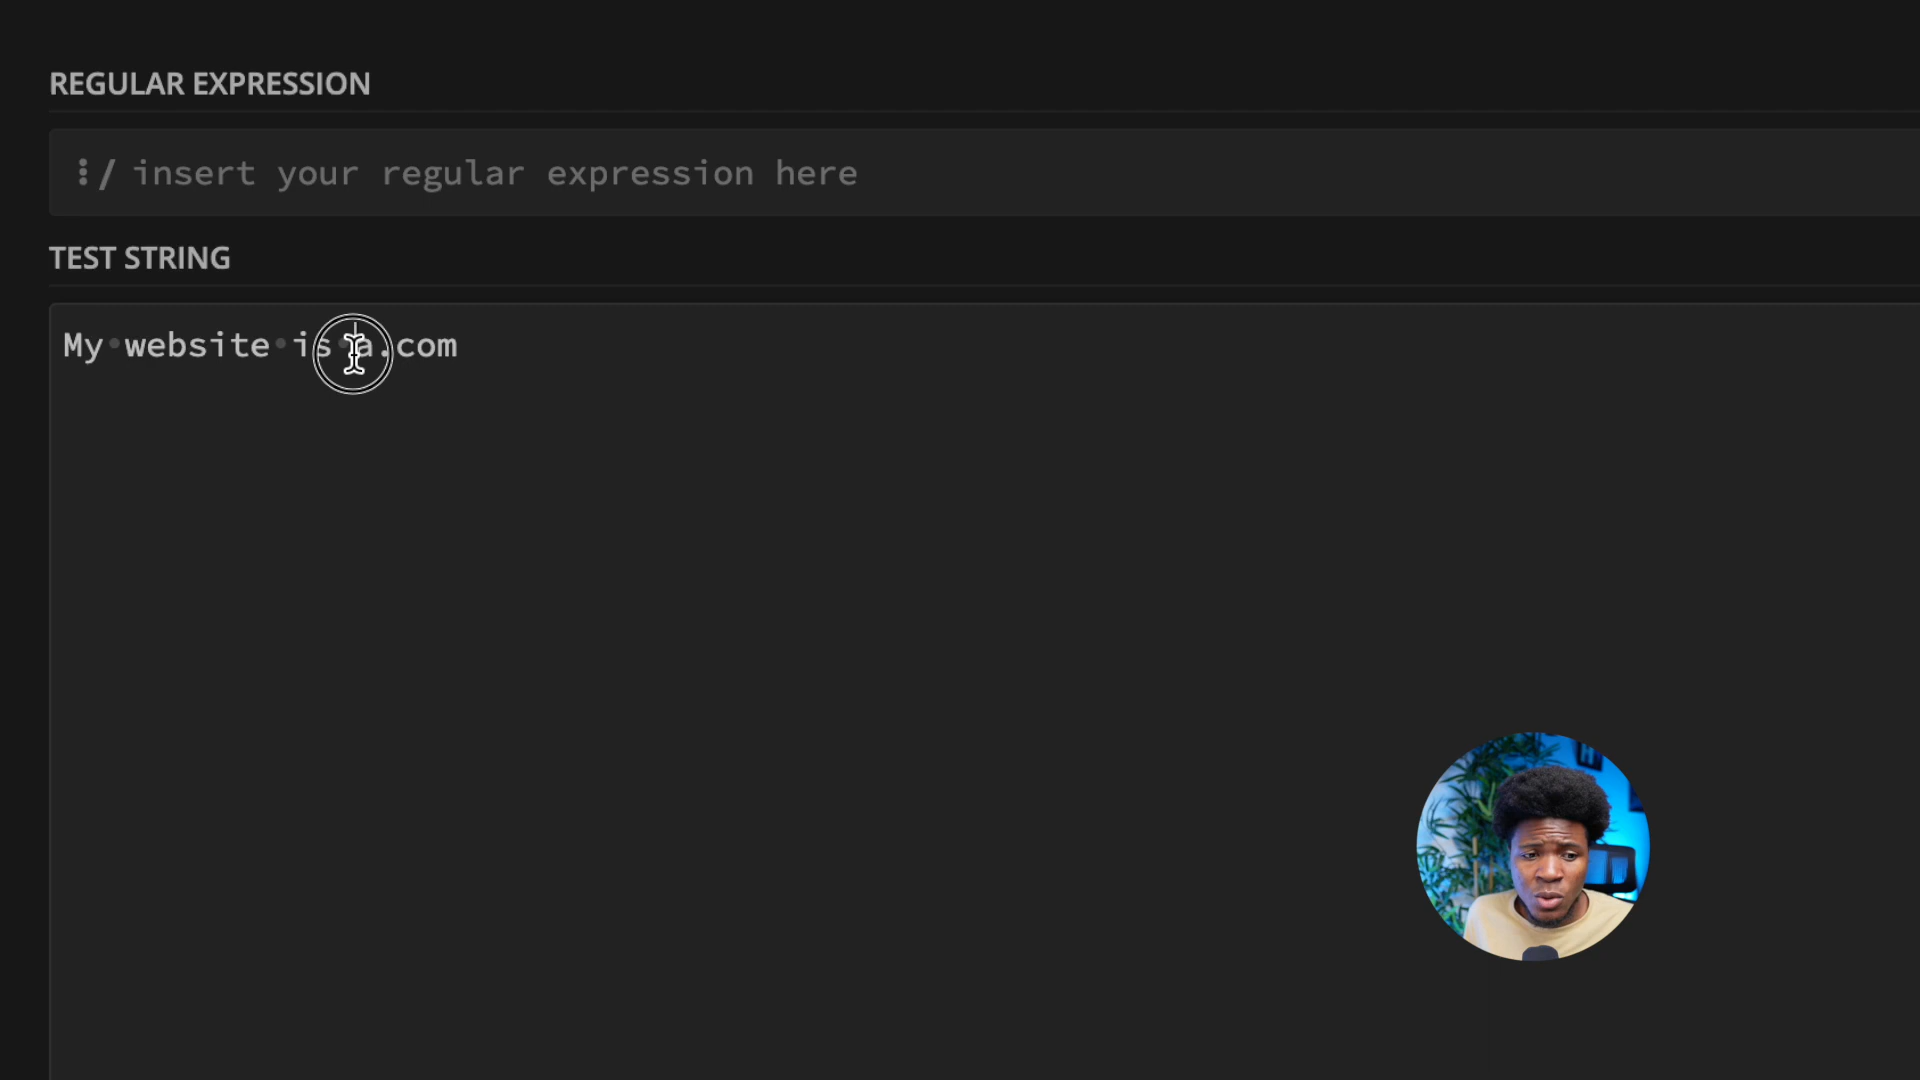 REGULAR EXPRESSION
/ insert your regular expression here
TEST STRING
My website is a.com